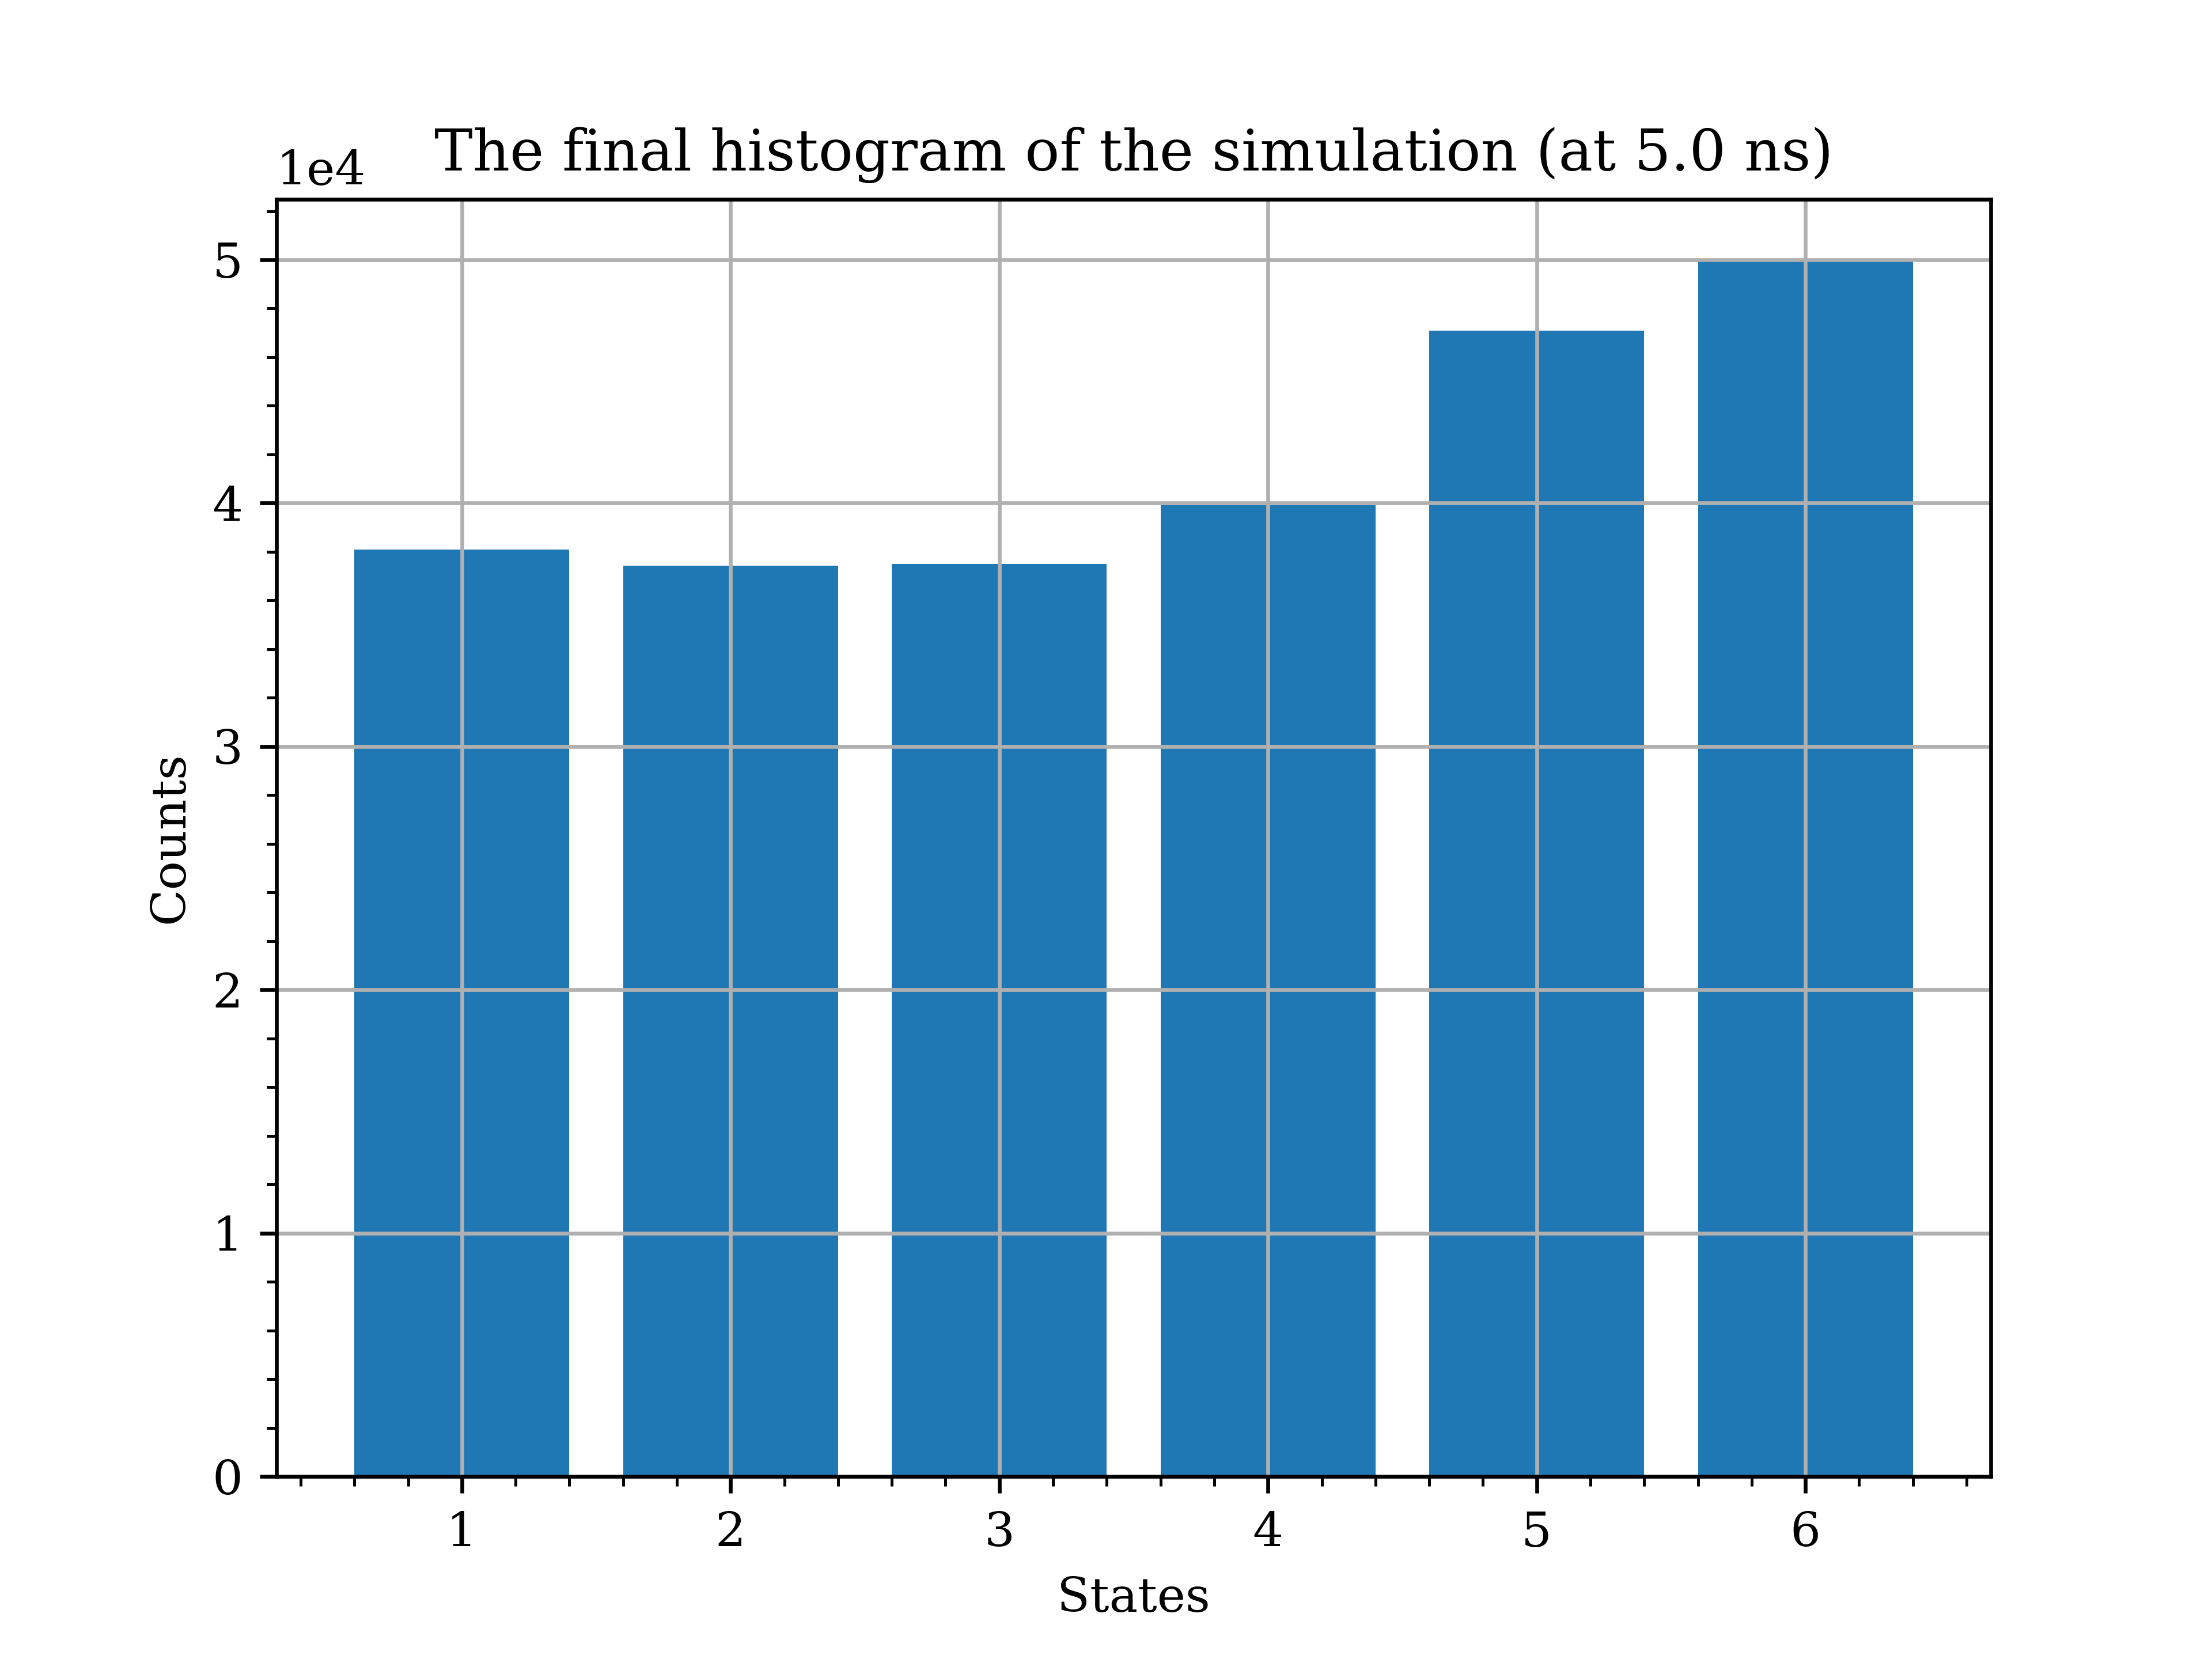 The final histogram of the simulation (at 5.0 ns)
1e4
5
4
3
2
1
0
Counts
1 2 3 4 5 6
States